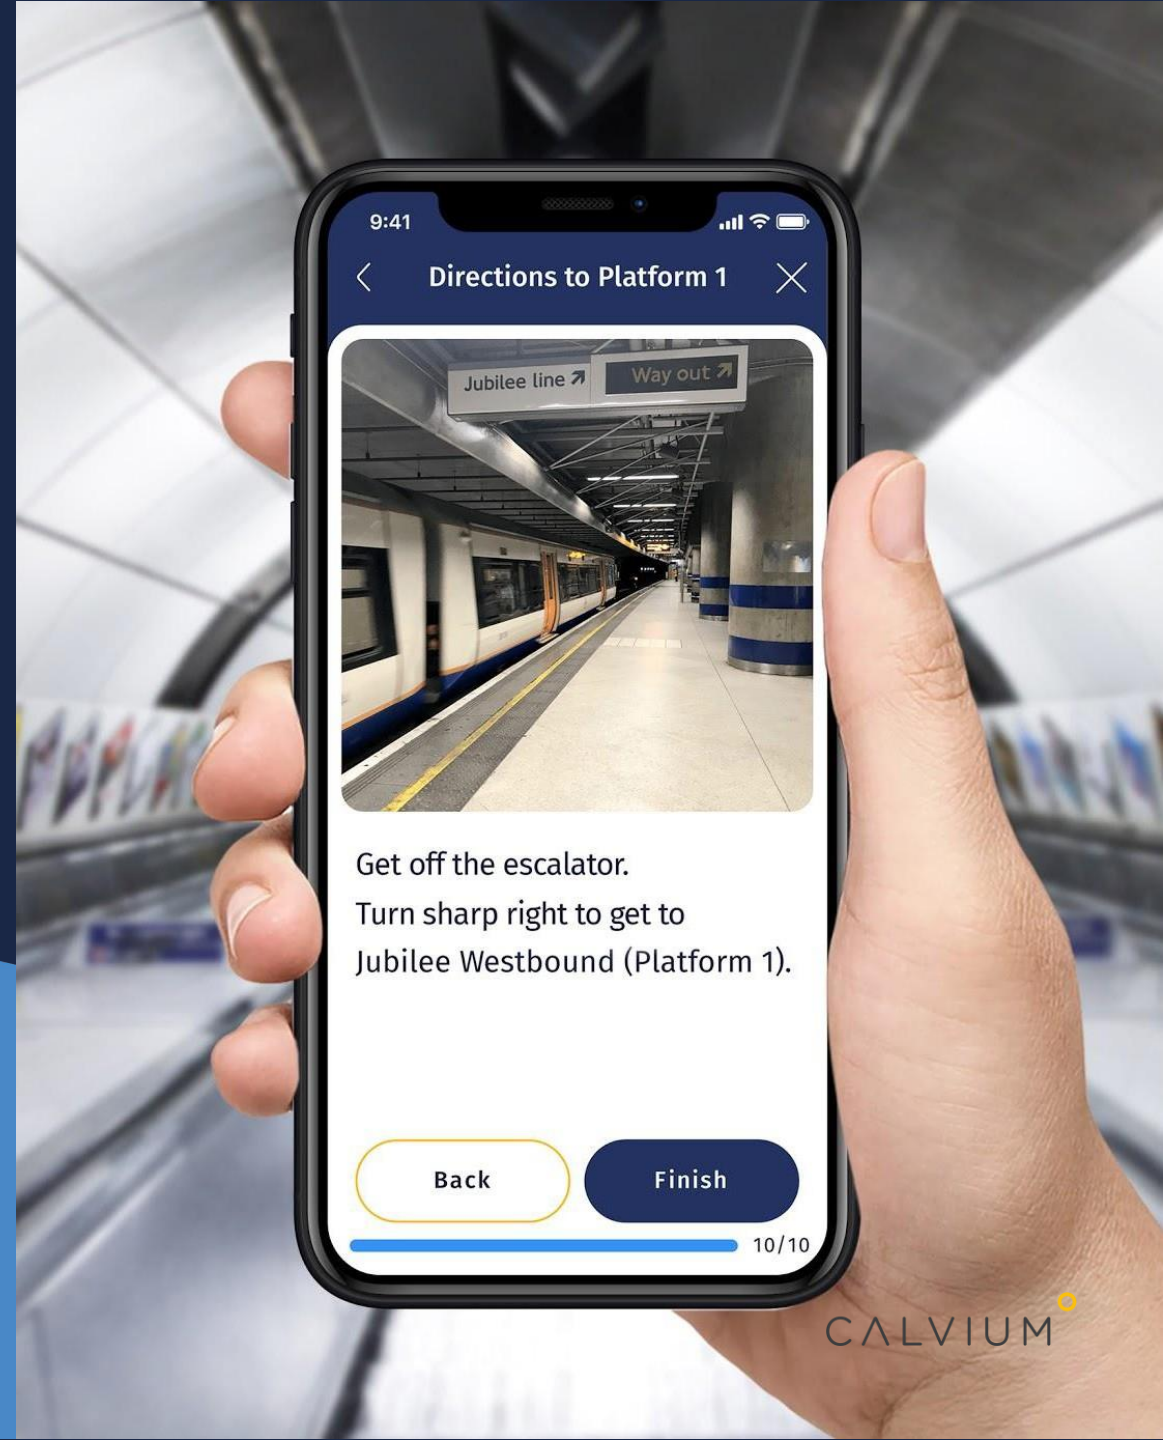 9:41
Directions to Platform 1
Jubilee line ↗ Way out ↗
Get off the escalator.
Turn sharp right to get to
Jubilee Westbound (Platform 1).
Back Finish
10/10
CALVIUM